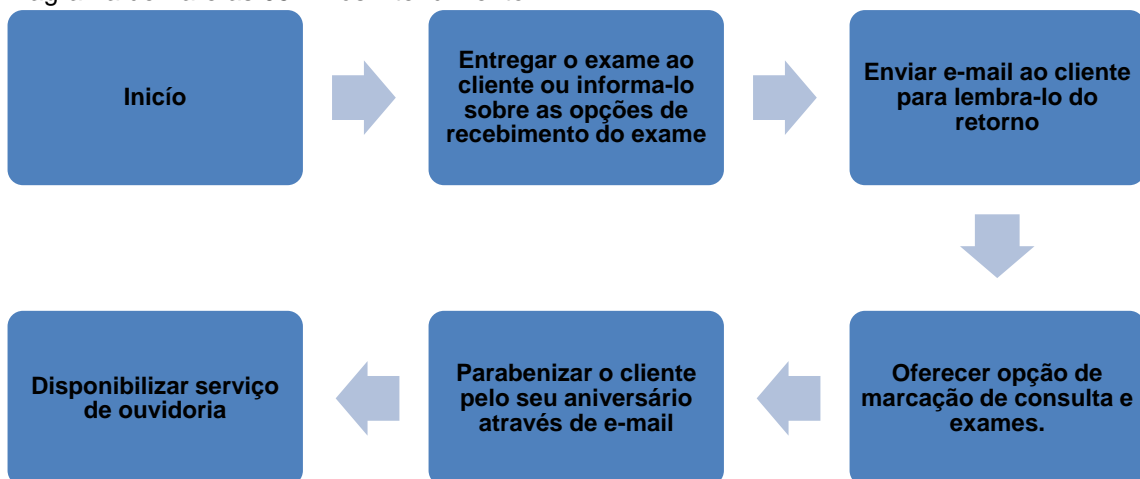 Inicío
Entregar o exame ao
cliente ou informa-lo
sobre as opções de
recebimento do exame
Enviar e-mail ao cliente
para lembra-lo do
retorno
Oferecer opção de
marcação de consulta e
exames.
Parabenizar o cliente
pelo seu aniversário
através de e-mail
Disponibilizar serviço
de ouvidoria